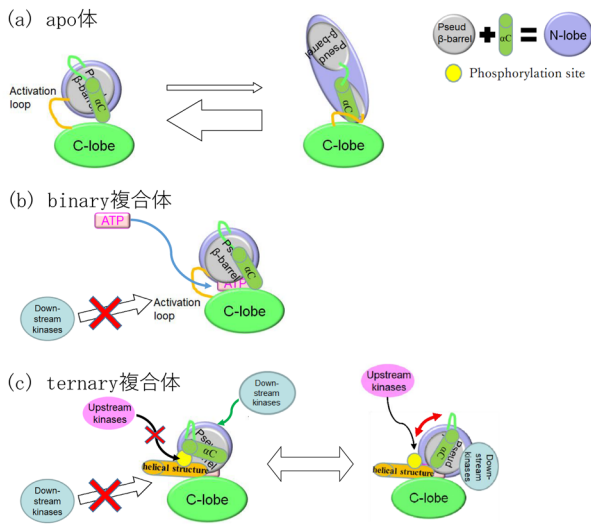 (a) apo体
Pseud
β-barrel
αC
N-lobe
Phosphorylation site
Activation
loop
Pseud
β-barrel
αC
C-lobe
Pseud
β-barrel
αC
C-lobe
(b) binary複合体
ATP
Ps
β-barrel
αC
ATP
Down-
stream
kinases
Activation
loop
C-lobe
(c) ternary複合体
Upstream
kinases
Down-
stream
kinases
Pseud
αC
helical structure
C-lobe
Down-
stream
kinases
Upstream
kinases
αC
Pseud
Down-
stream
kinases
helical structure
C-lobe